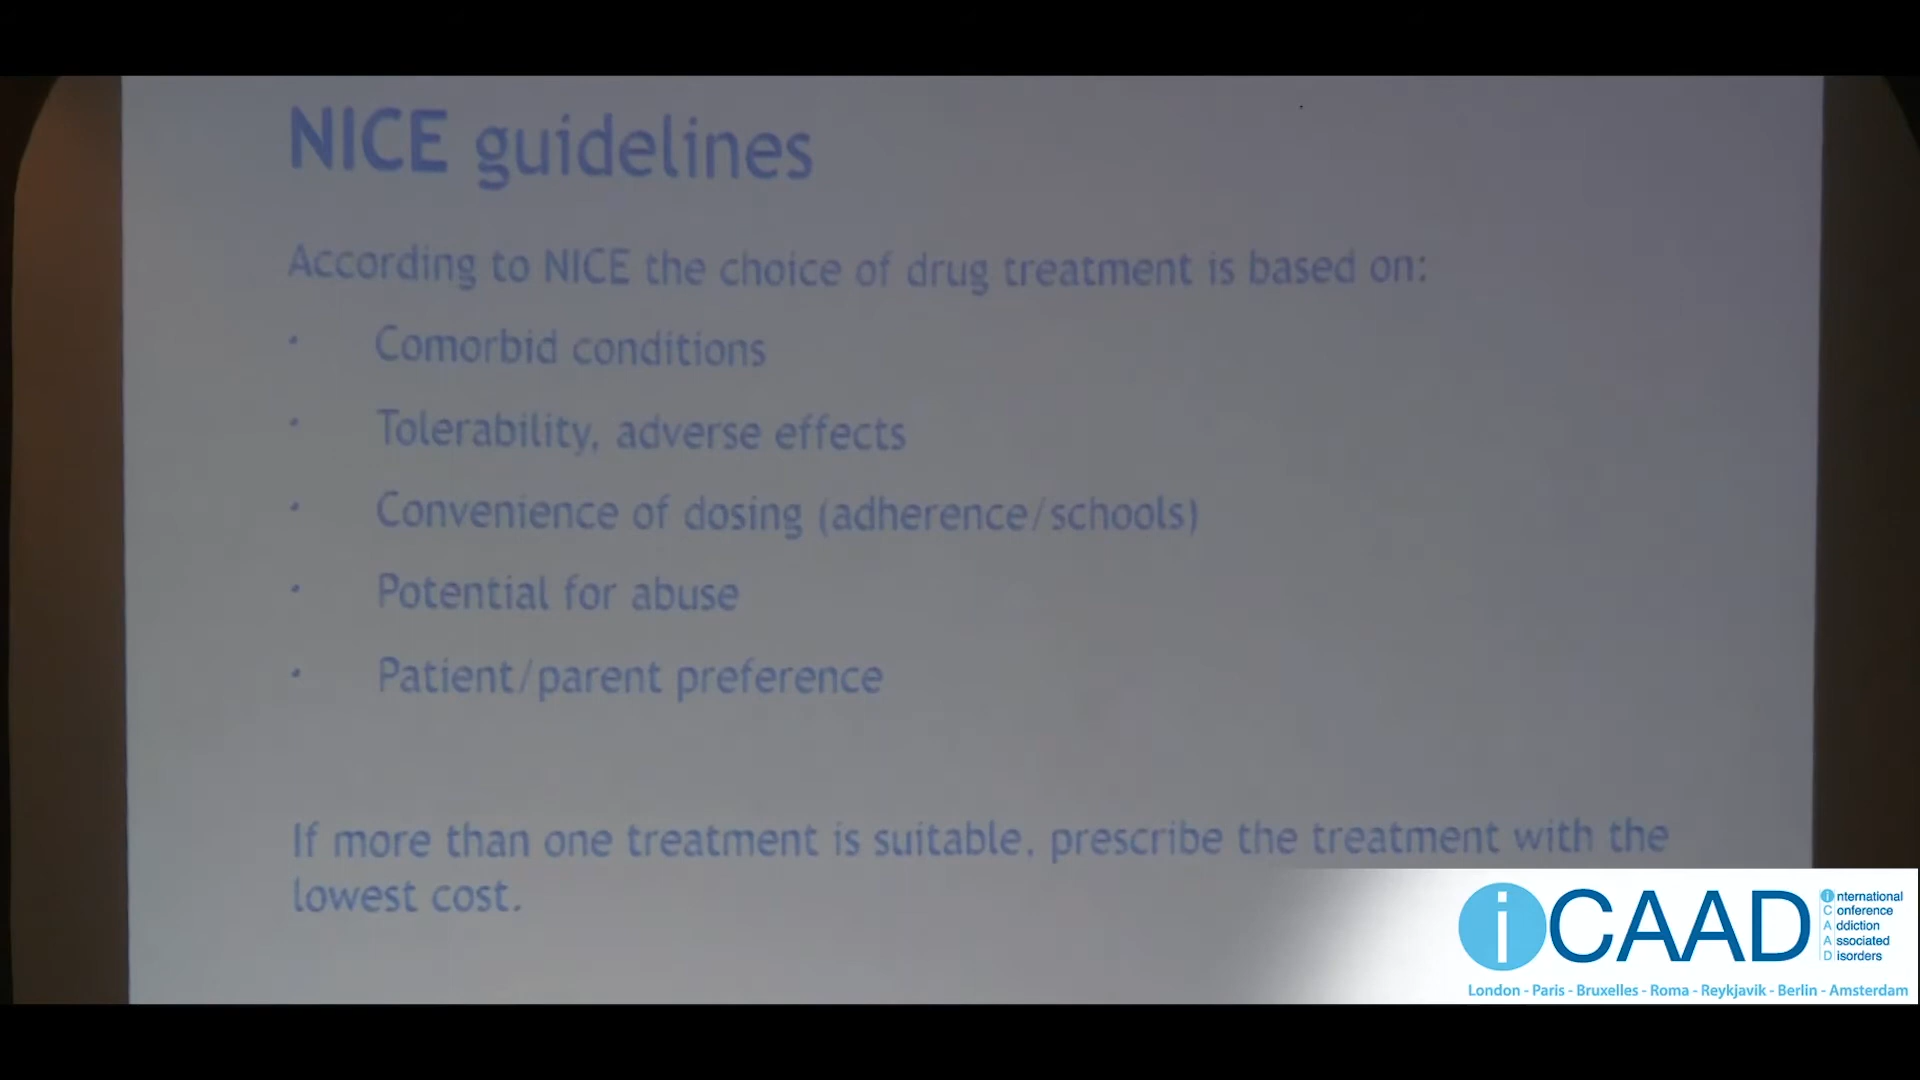 NICE guidelines
According to NICE the choice of drug treatment is based on:
· Comorbid conditions
· Tolerability, adverse effects
· Convenience of dosing (adherence/schools)
· Potential for abuse
· Patient/parent preference
If more than one treatment is suitable, prescribe the treatment with the
lowest cost.
iCAAD
international
Conference
Addiction
Associated
Disorders
London - Paris - Bruxelles - Roma - Reykjavik - Berlin - Amsterdam